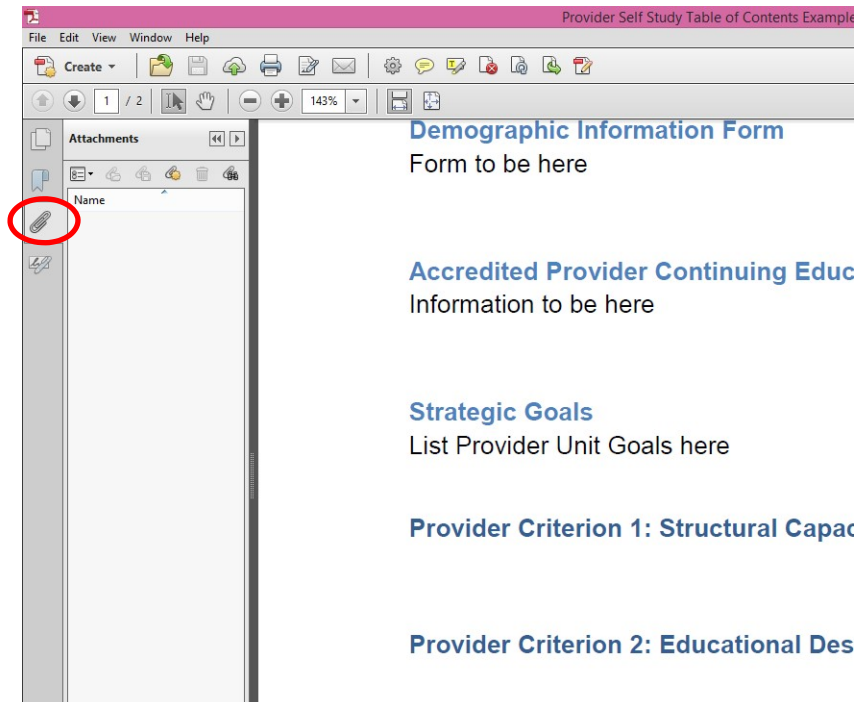 Provider Self Study Table of Contents Example
File Edit View Window Help
Create
1 / 2 143%
Attachments
Name
Demographic Information Form
Form to be here
Accredited Provider Continuing Educ
Information to be here
Strategic Goals
List Provider Unit Goals here
Provider Criterion 1: Structural Capac
Provider Criterion 2: Educational Des